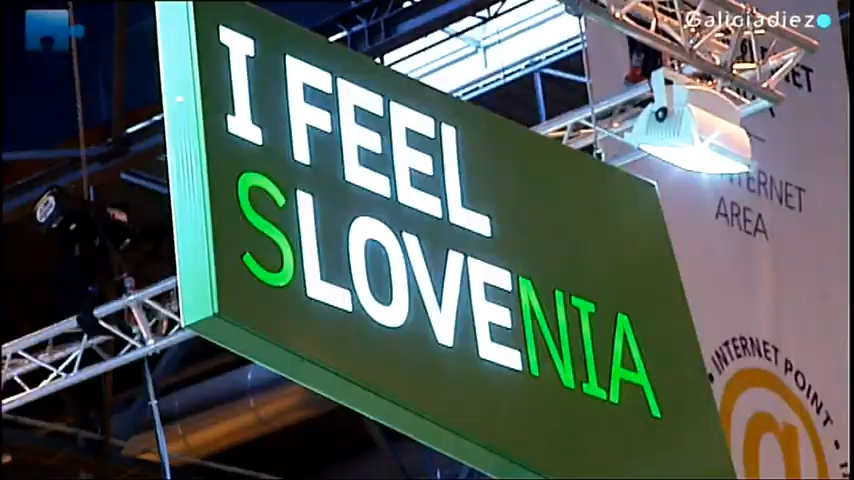 Galiciadiez
I FEEL
SLOVENIA
INTERNET
AREA
INTERNET POINT
@